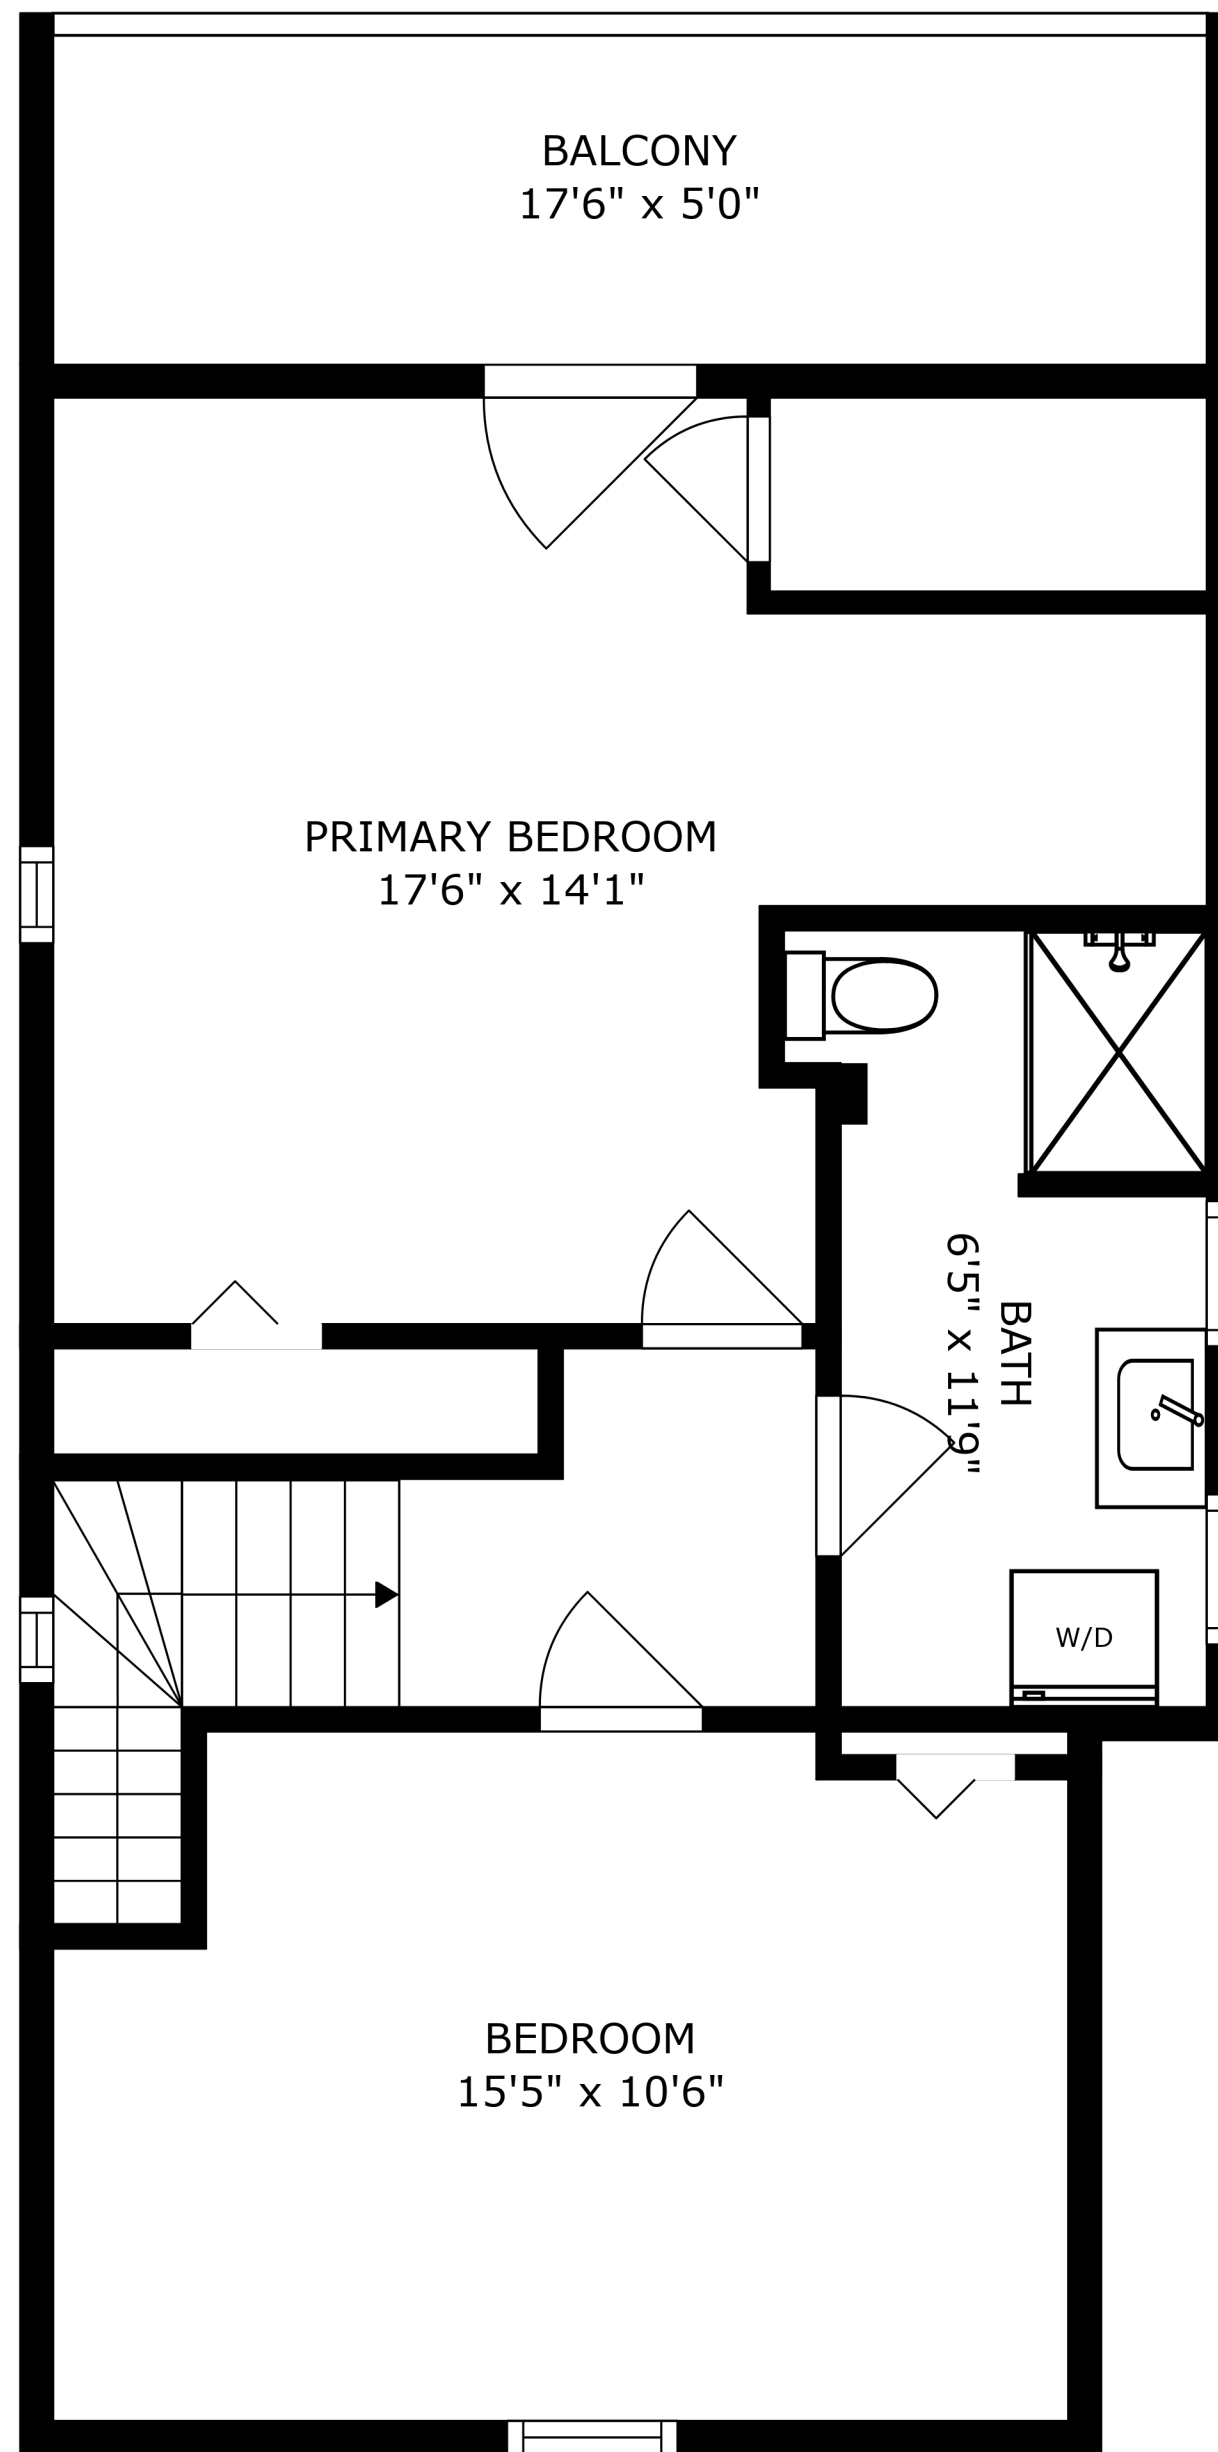 BALCONY
17'6" x 5'0"
PRIMARY BEDROOM
17'6" x 14'1"
BATH
6'5" x 11'9"
W/D
BEDROOM
15'5" x 10'6"